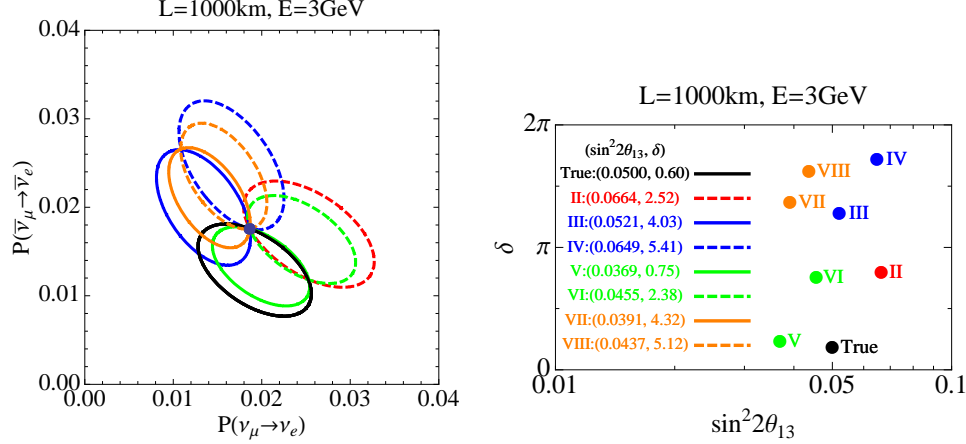 L=1000km, E=3GeV
0.04
0.03
0.02
0.01
0.00
0.00 0.01 0.02 0.03 0.04
P(ν̄μ→ν̄e)
P(νμ→νe)
L=1000km, E=3GeV
2π
π
0
δ
(sin²2θ13, δ)
True:(0.0500, 0.60)
II:(0.0664, 2.52)
III:(0.0521, 4.03)
IV:(0.0649, 5.41)
V:(0.0369, 0.75)
VI:(0.0455, 2.38)
VII:(0.0391, 4.32)
VIII:(0.0437, 5.12)
IV
VIII
VII
III
VI
II
V
True
0.01 0.05 0.1
sin²2θ13